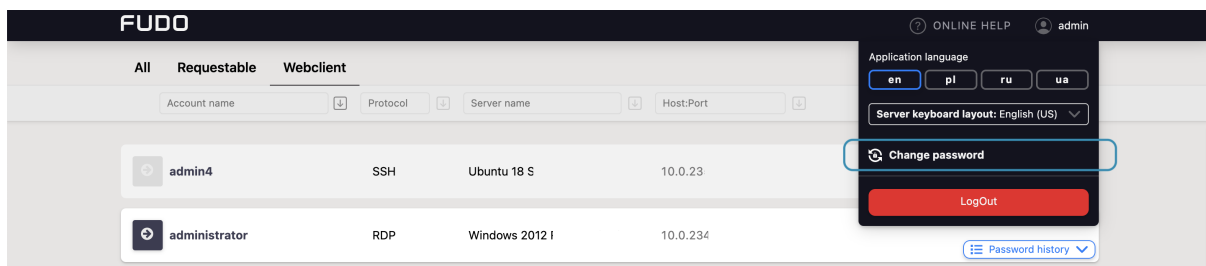 FUDO
ONLINE HELP admin
All Requestable Webclient
Application language
en pl ru ua
Account name Protocol Server name Host:Port
Server keyboard layout: English (US)
Change password
admin4 SSH Ubuntu 18 S 10.0.23
LogOut
administrator RDP Windows 2012 10.0.234
Password history